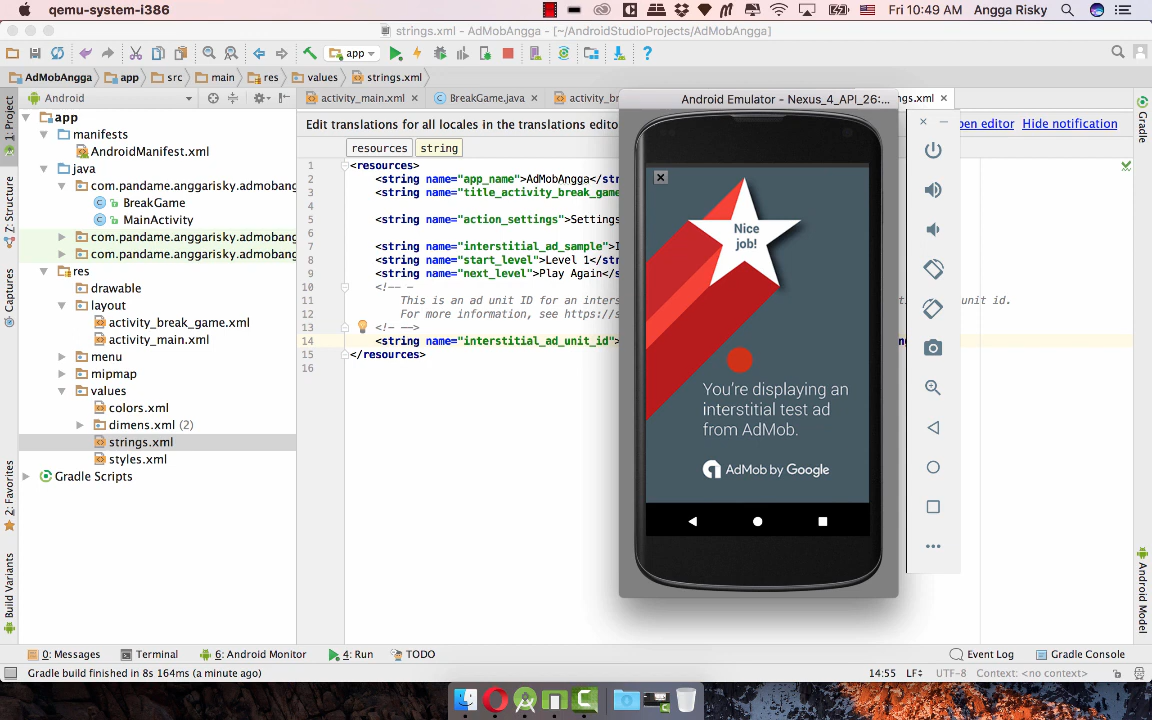 qemu-system-i386
Fri 10:49 AM Angga Risky
strings.xml - AdMobAngga - [~/AndroidStudioProjects/AdMobAngga]
app
AdMobAngga app src main res values strings.xml
Android
activity_main.xml BreakGame.java activity_br ngs.xml
Android Emulator - Nexus_4_API_26:...
Edit translations for all locales in the translations edito
pen editor Hide notification
resources string
1: Project
Z: Structure
Captures
2: Favorites
Build Variants
Gradle
Android Model
app
manifests
AndroidManifest.xml
java
com.pandame.anggarisky.admobang
BreakGame
MainActivity
com.pandame.anggarisky.admobang
com.pandame.anggarisky.admobang
res
drawable
layout
activity_break_game.xml
activity_main.xml
menu
mipmap
values
colors.xml
dimens.xml (2)
strings.xml
styles.xml
Gradle Scripts
1 <resources>
2 <string name="app_name">AdMobAngga</str
3 <string name="title_activity_break_game
4
5 <string name="action_settings">Settings
6
7 <string name="interstitial_ad_sample">I
8 <string name="start_level">Level 1</st
9 <string name="next_level">Play Again</s
10 <!-- -
11 This is an ad unit ID for an inters unit id.
12 For more information, see https://s
13 <!- -->
14 <string name="interstitial_ad_unit_id">
15 </resources>
16
Nice
job!
You're displaying an
interstitial test ad
from AdMob.
AdMob by Google
0: Messages Terminal 6: Android Monitor 4: Run TODO Event Log Gradle Console
Gradle build finished in 8s 164ms (a minute ago) 14:55 LF UTF-8 Context: <no context>